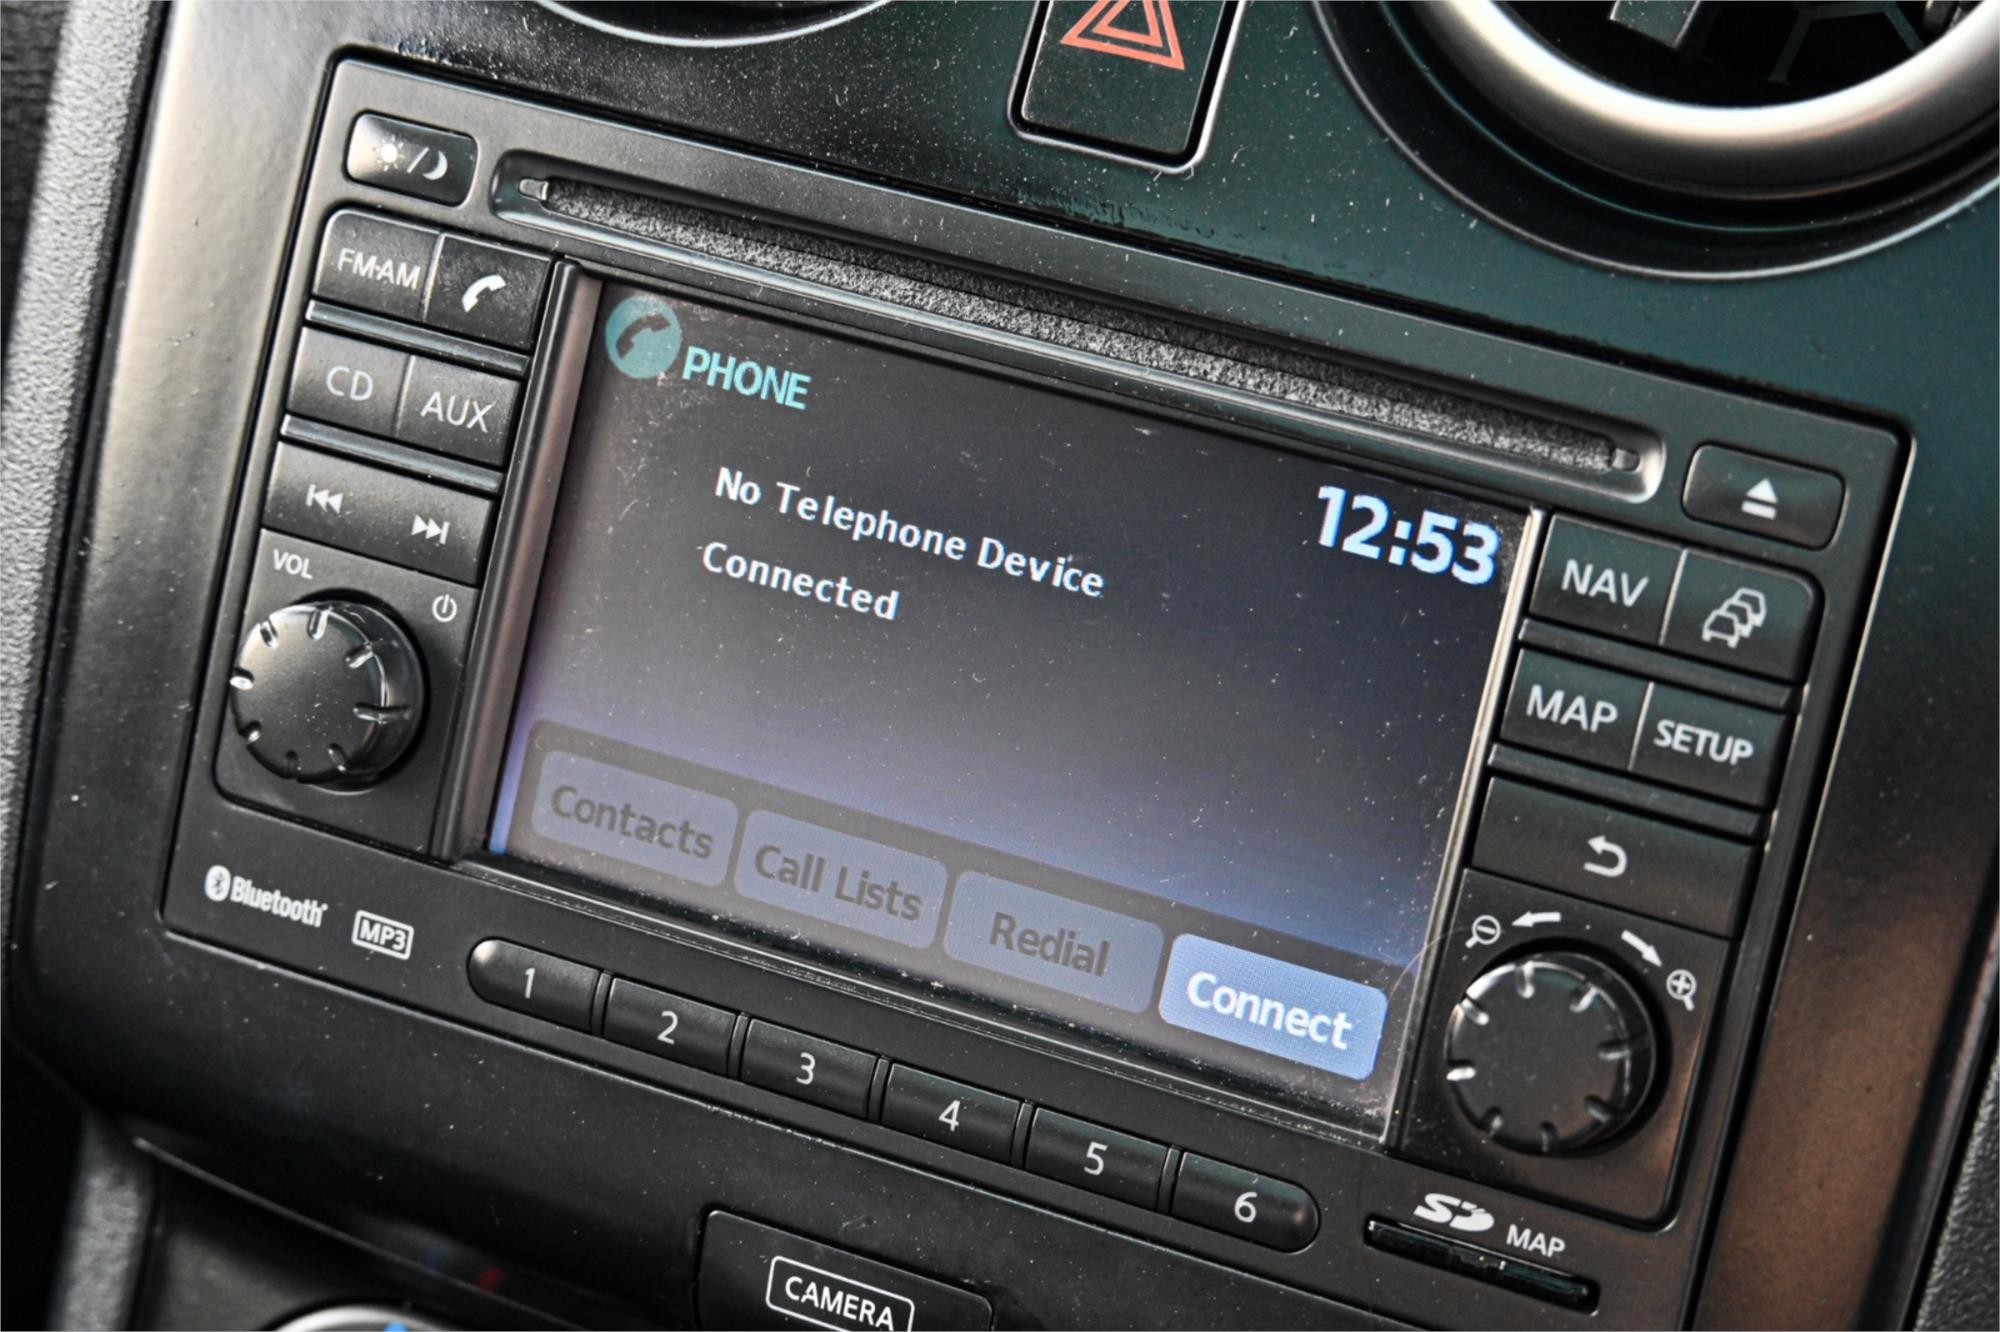 FM·AM
CD
AUX
VOL
PHONE
No Telephone Device
Connected
12:53
Contacts
Call Lists
Redial
Connect
NAV
MAP
SETUP
Bluetooth
MP3
1
2
3
4
5
6
SD
MAP
CAMERA